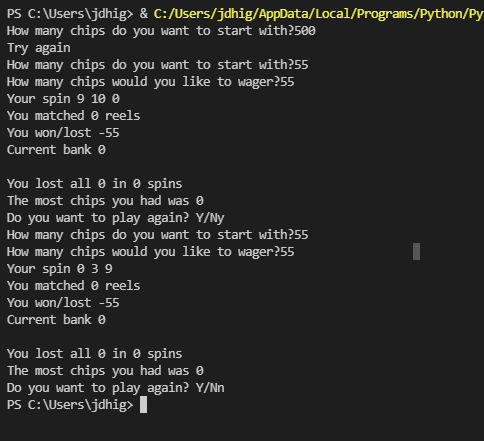 PS C:\Users\jdhig> & C:/Users/jdhig/AppData/Local/Programs/Python/Py
How many chips do you want to start with?500
Try again
How many chips do you want to start with?55
How many chips would you like to wager?55
Your spin 9 10 0
You matched 0 reels
You won/lost -55
Current bank 0
You lost all 0 in 0 spins
The most chips you had was 0
Do you want to play again? Y/Ny
How many chips do you want to start with?55
How many chips would you like to wager?55
Your spin 0 3 9
You matched 0 reels
You won/lost -55
Current bank 0
You lost all 0 in 0 spins
The most chips you had was 0
Do you want to play again? Y/Nn
PS C:\Users\jdhig>